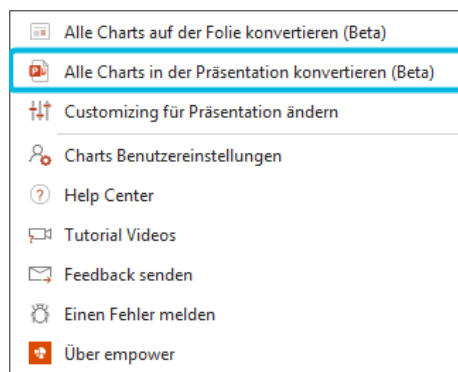 Alle Charts auf der Folie konvertieren (Beta)
Alle Charts in der Präsentation konvertieren (Beta)
Customizing für Präsentation ändern
Charts Benutzereinstellungen
Help Center
Tutorial Videos
Feedback senden
Einen Fehler melden
Über empower